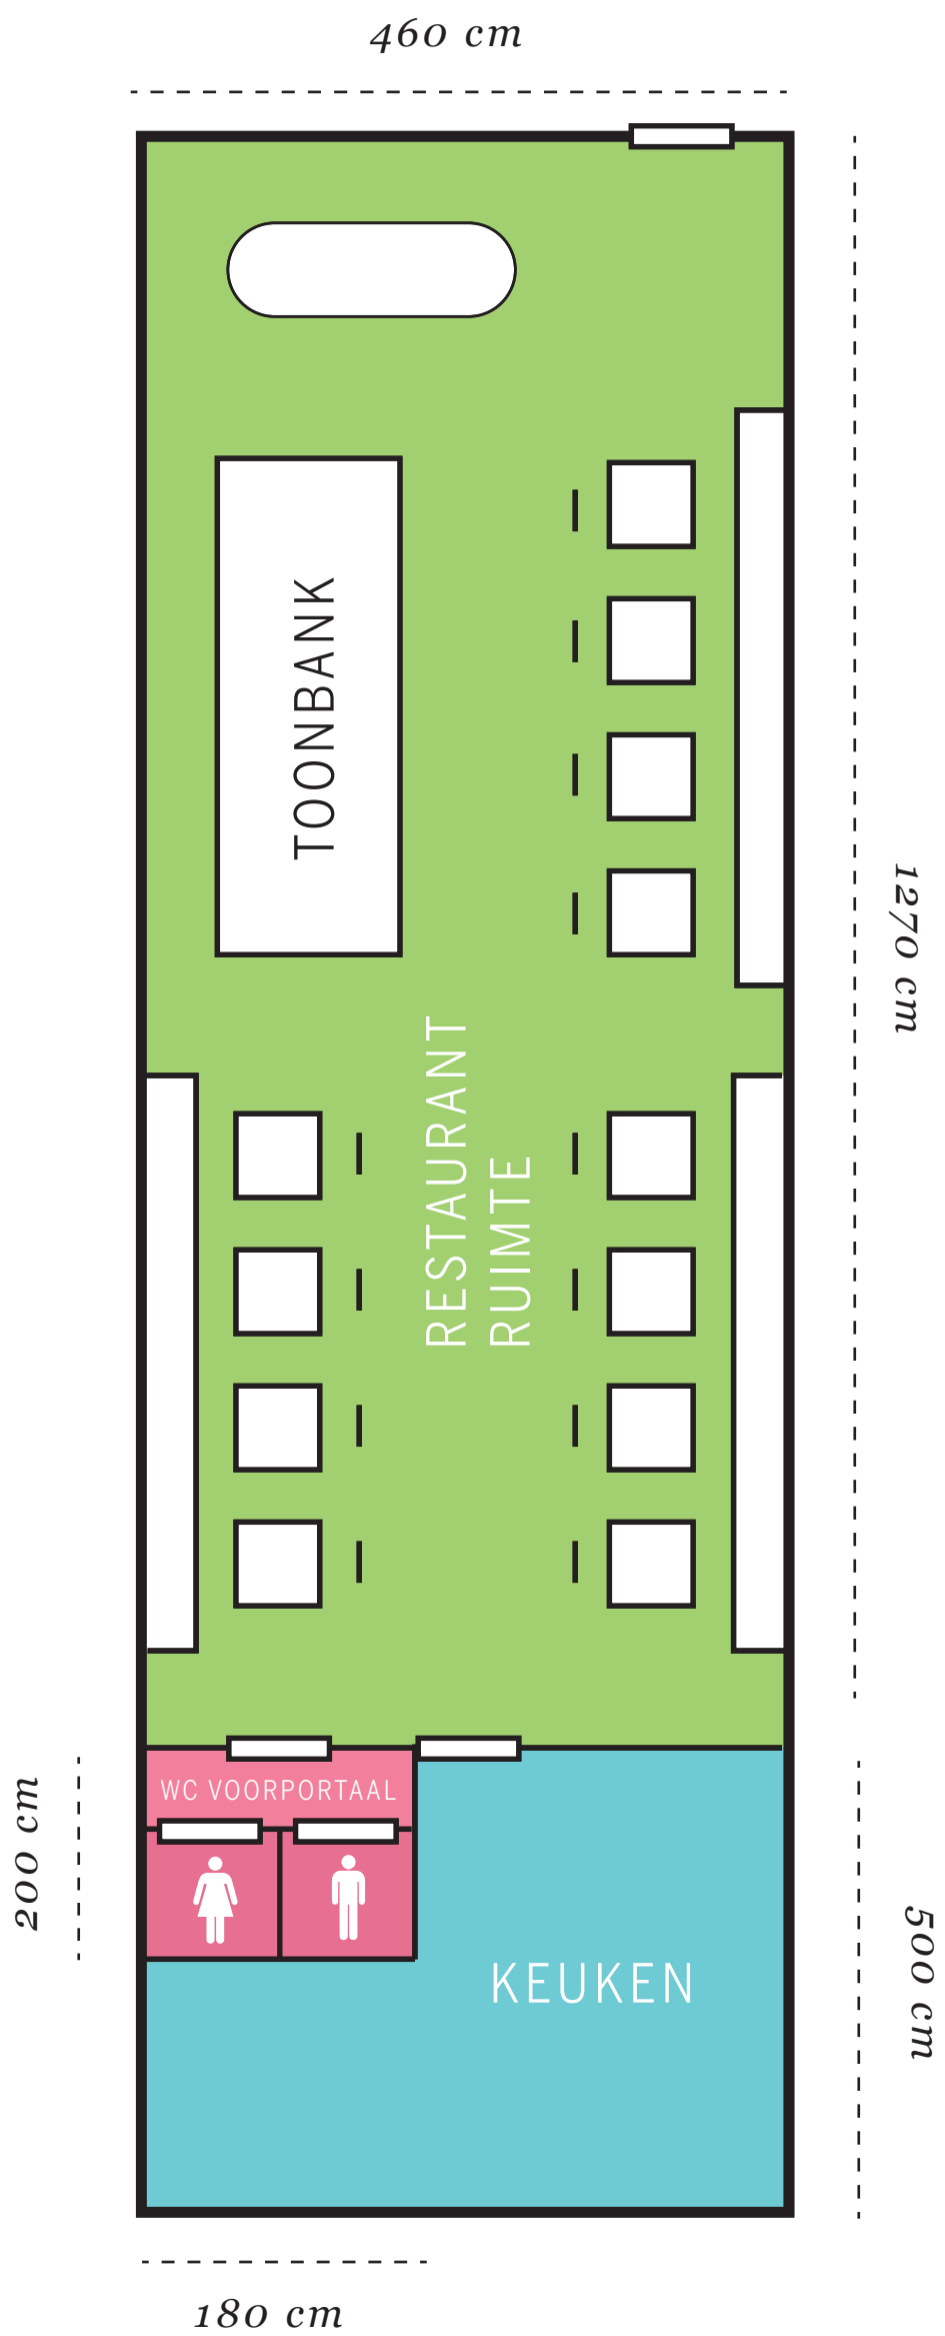 460 cm
TOONBANK
1270 cm
RESTAURANT
RUIMTE
WC VOORPORTAAL
200 cm
500 cm
KEUKEN
180 cm